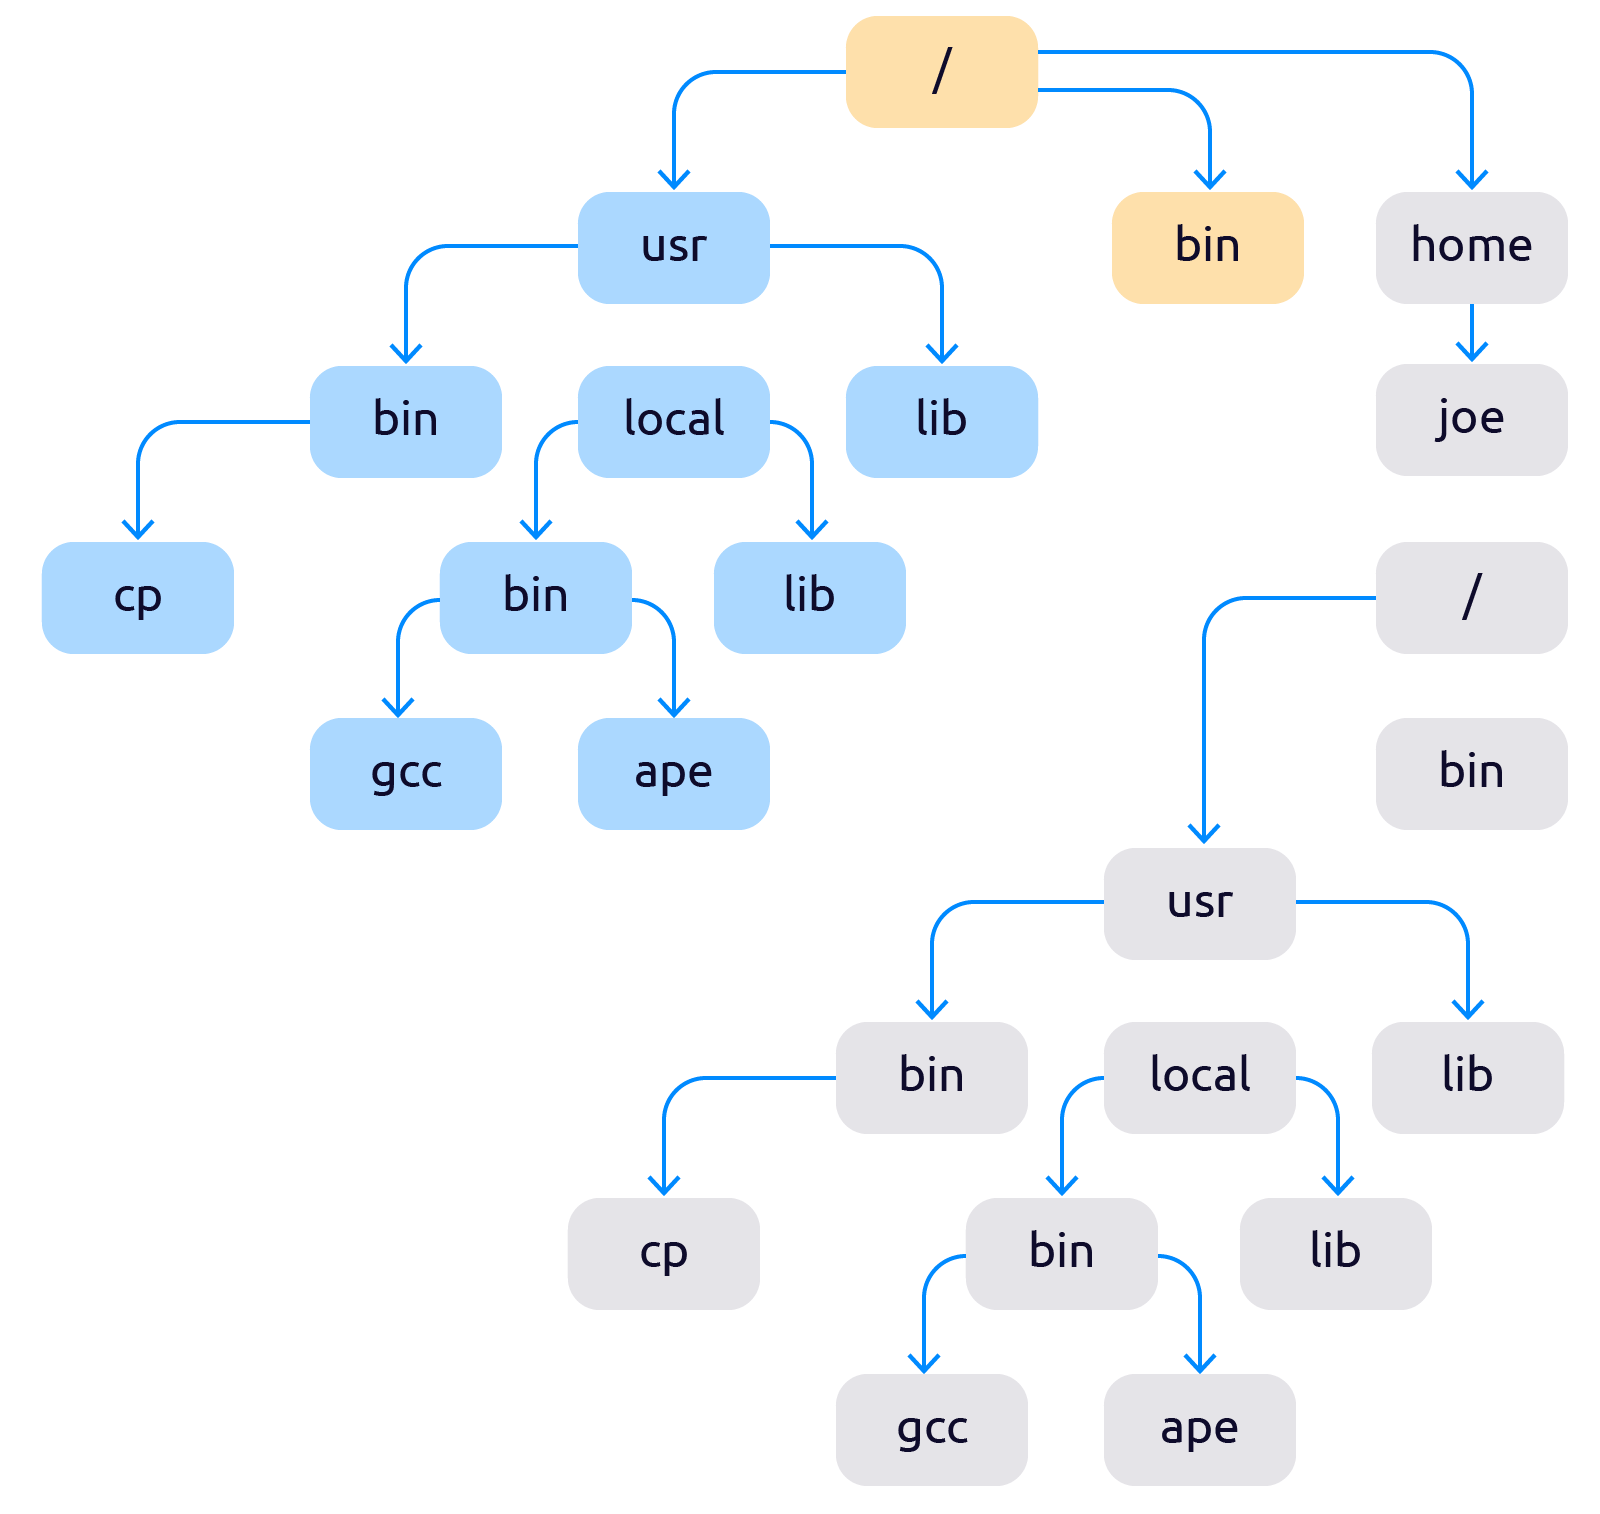 /
usr
bin
home
bin
local
lib
joe
cp
bin
lib
/
gcc
ape
bin
usr
bin
local
lib
cp
bin
lib
gcc
ape